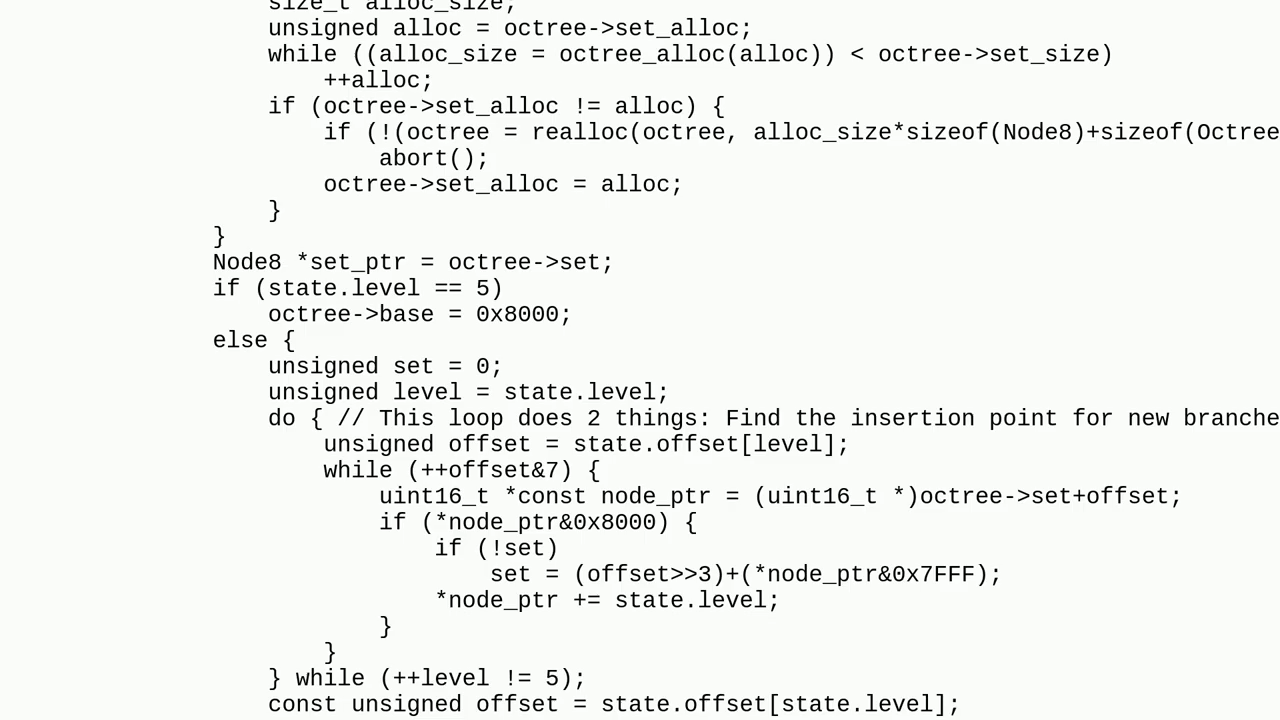 size_t alloc_size;
unsigned alloc = octree->set_alloc;
while ((alloc_size = octree_alloc(alloc)) < octree->set_size)
++alloc;
if (octree->set_alloc != alloc) {
if (!(octree = realloc(octree, alloc_size*sizeof(Node8)+sizeof(Octree
abort();
octree->set_alloc = alloc;
}
}
Node8 *set_ptr = octree->set;
if (state.level == 5)
octree->base = 0x8000;
else {
unsigned set = 0;
unsigned level = state.level;
do { // This loop does 2 things: Find the insertion point for new branche
unsigned offset = state.offset[level];
while (++offset&7) {
uint16_t *const node_ptr = (uint16_t *)octree->set+offset;
if (*node_ptr&0x8000) {
if (!set)
set = (offset>>3)+(*node_ptr&0x7FFF);
*node_ptr += state.level;
}
}
} while (++level != 5);
const unsigned offset = state.offset[state.level];